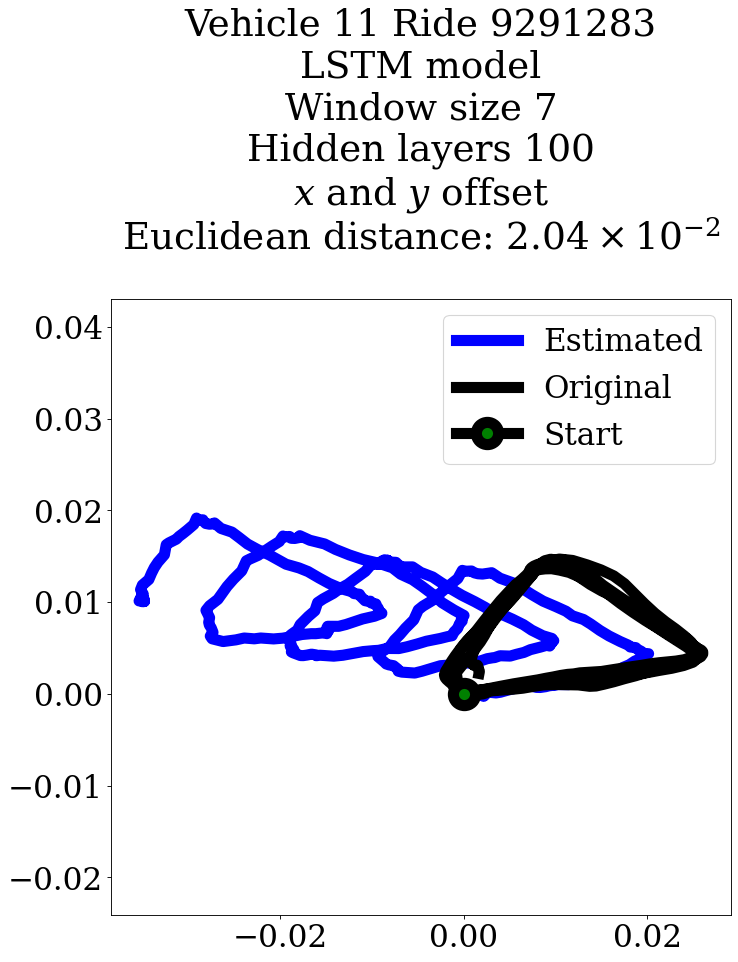 Vehicle 11 Ride 9291283
LSTM model
Window size 7
Hidden layers 100
x and y offset
Euclidean distance: 2.04 × 10⁻²
Estimated
Original
Start
0.04
0.03
0.02
0.01
0.00
−0.01
−0.02
−0.02 0.00 0.02